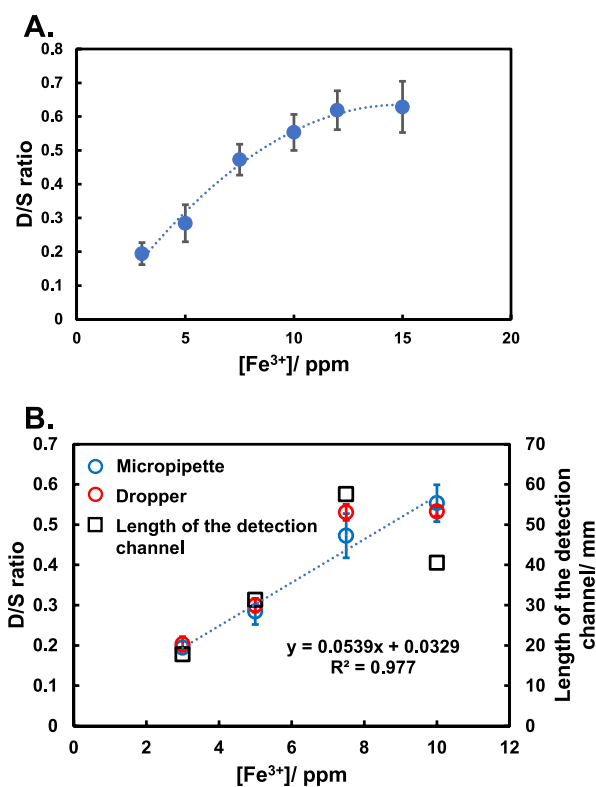 A.
D/S ratio
0.8
0.7
0.6
0.5
0.4
0.3
0.2
0.1
0
0 5 10 15 20
[Fe³⁺]/ ppm
B.
D/S ratio
0.7
0.6
0.5
0.4
0.3
0.2
0.1
0
Micropipette
Dropper
Length of the detection
channel
y = 0.0539x + 0.0329
R² = 0.977
70
60
50
40
30
20
10
0
Length of the detection
channel/ mm
0 2 4 6 8 10 12
[Fe³⁺]/ ppm